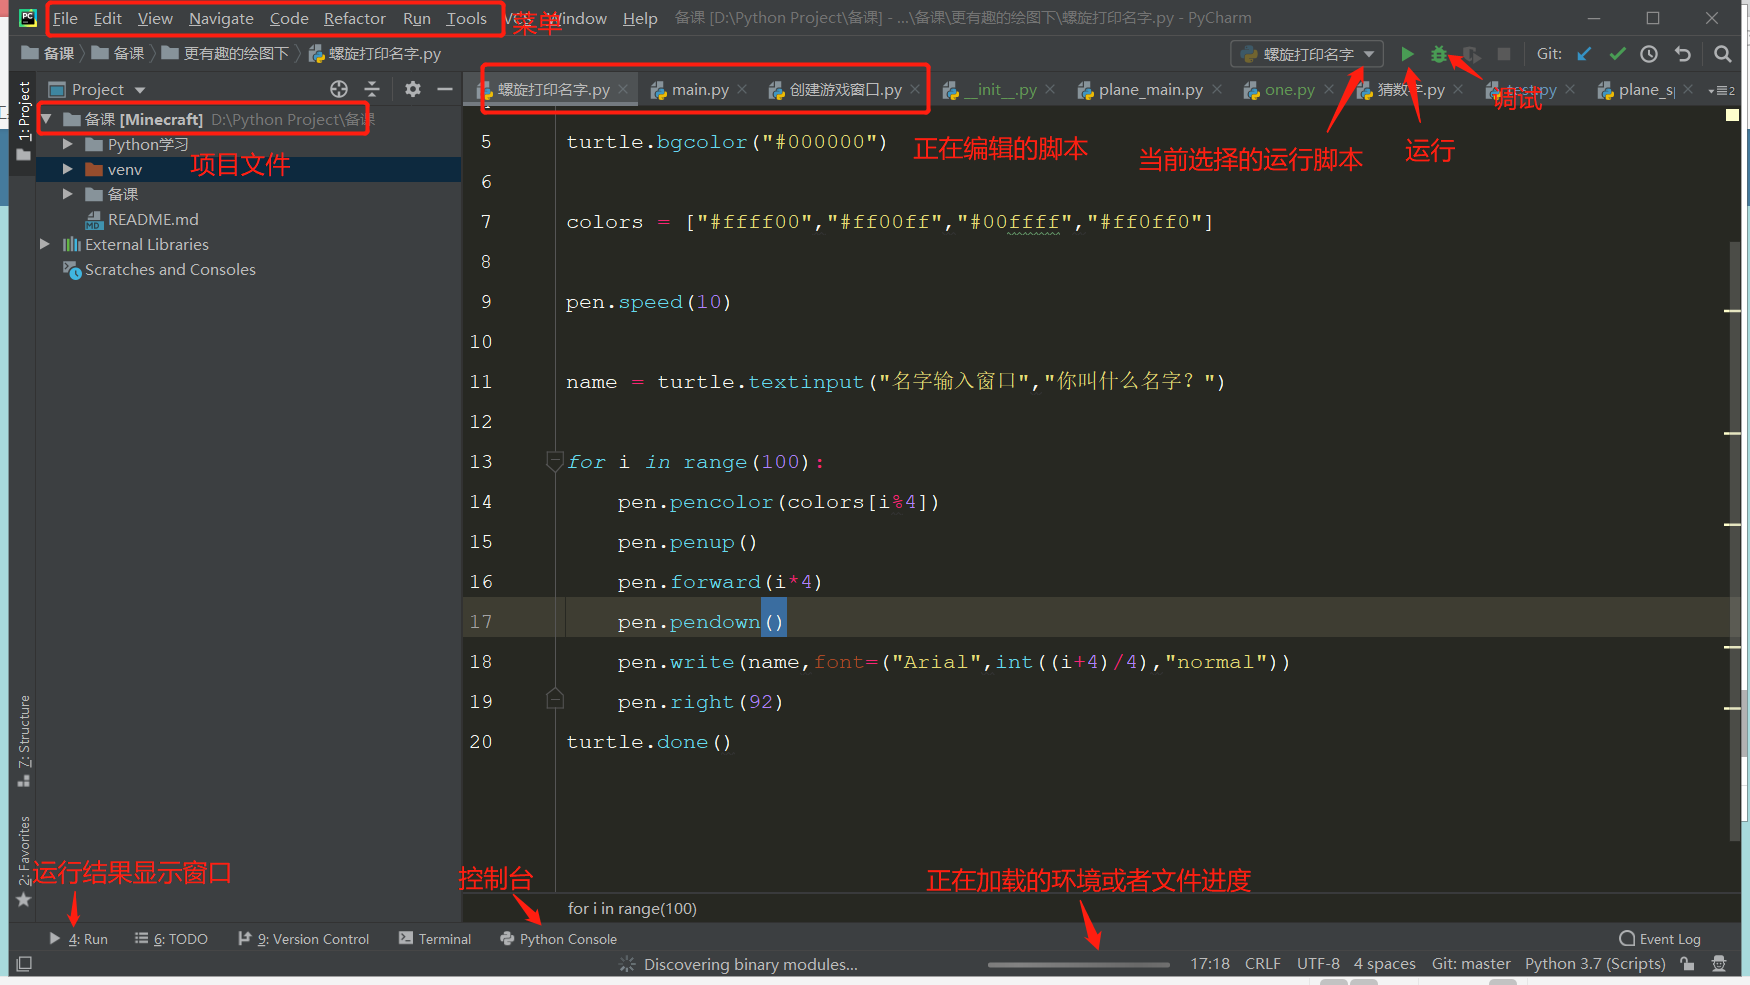 File Edit View Navigate Code Refactor Run Tools VCS Window Help 备课 [D:\Python Project\备课] - ...\备课\更有趣的绘图下\螺旋打印名字.py - PyCharm
菜单
备课 备课 更有趣的绘图下 螺旋打印名字.py 螺旋打印名字 Git:
Project 螺旋打印名字.py main.py 创建游戏窗口.py __init__.py plane_main.py one.py 猜数字.py test.py plane_s 2
调试
1: Project
备课 [Minecraft] D:\Python Project\备课
Python学习
项目文件
venv
备课
README.md
External Libraries
Scratches and Consoles
正在编辑的脚本
当前选择的运行脚本
运行
5 turtle.bgcolor("#000000")
6
7 colors = ["#ffff00","#ff00ff","#00ffff","#ff0ff0"]
8
9 pen.speed(10)
10
11 name = turtle.textinput("名字输入窗口","你叫什么名字？")
12
13 for i in range(100):
14 pen.pencolor(colors[i%4])
15 pen.penup()
16 pen.forward(i*4)
17 pen.pendown()
18 pen.write(name,font=("Arial",int((i+4)/4),"normal"))
19 pen.right(92)
20 turtle.done()
7: Structure
2: Favorites
运行结果显示窗口
控制台
正在加载的环境或者文件进度
for i in range(100)
4: Run 6: TODO 9: Version Control Terminal Python Console Event Log
Discovering binary modules... 17:18 CRLF UTF-8 4 spaces Git: master Python 3.7 (Scripts)